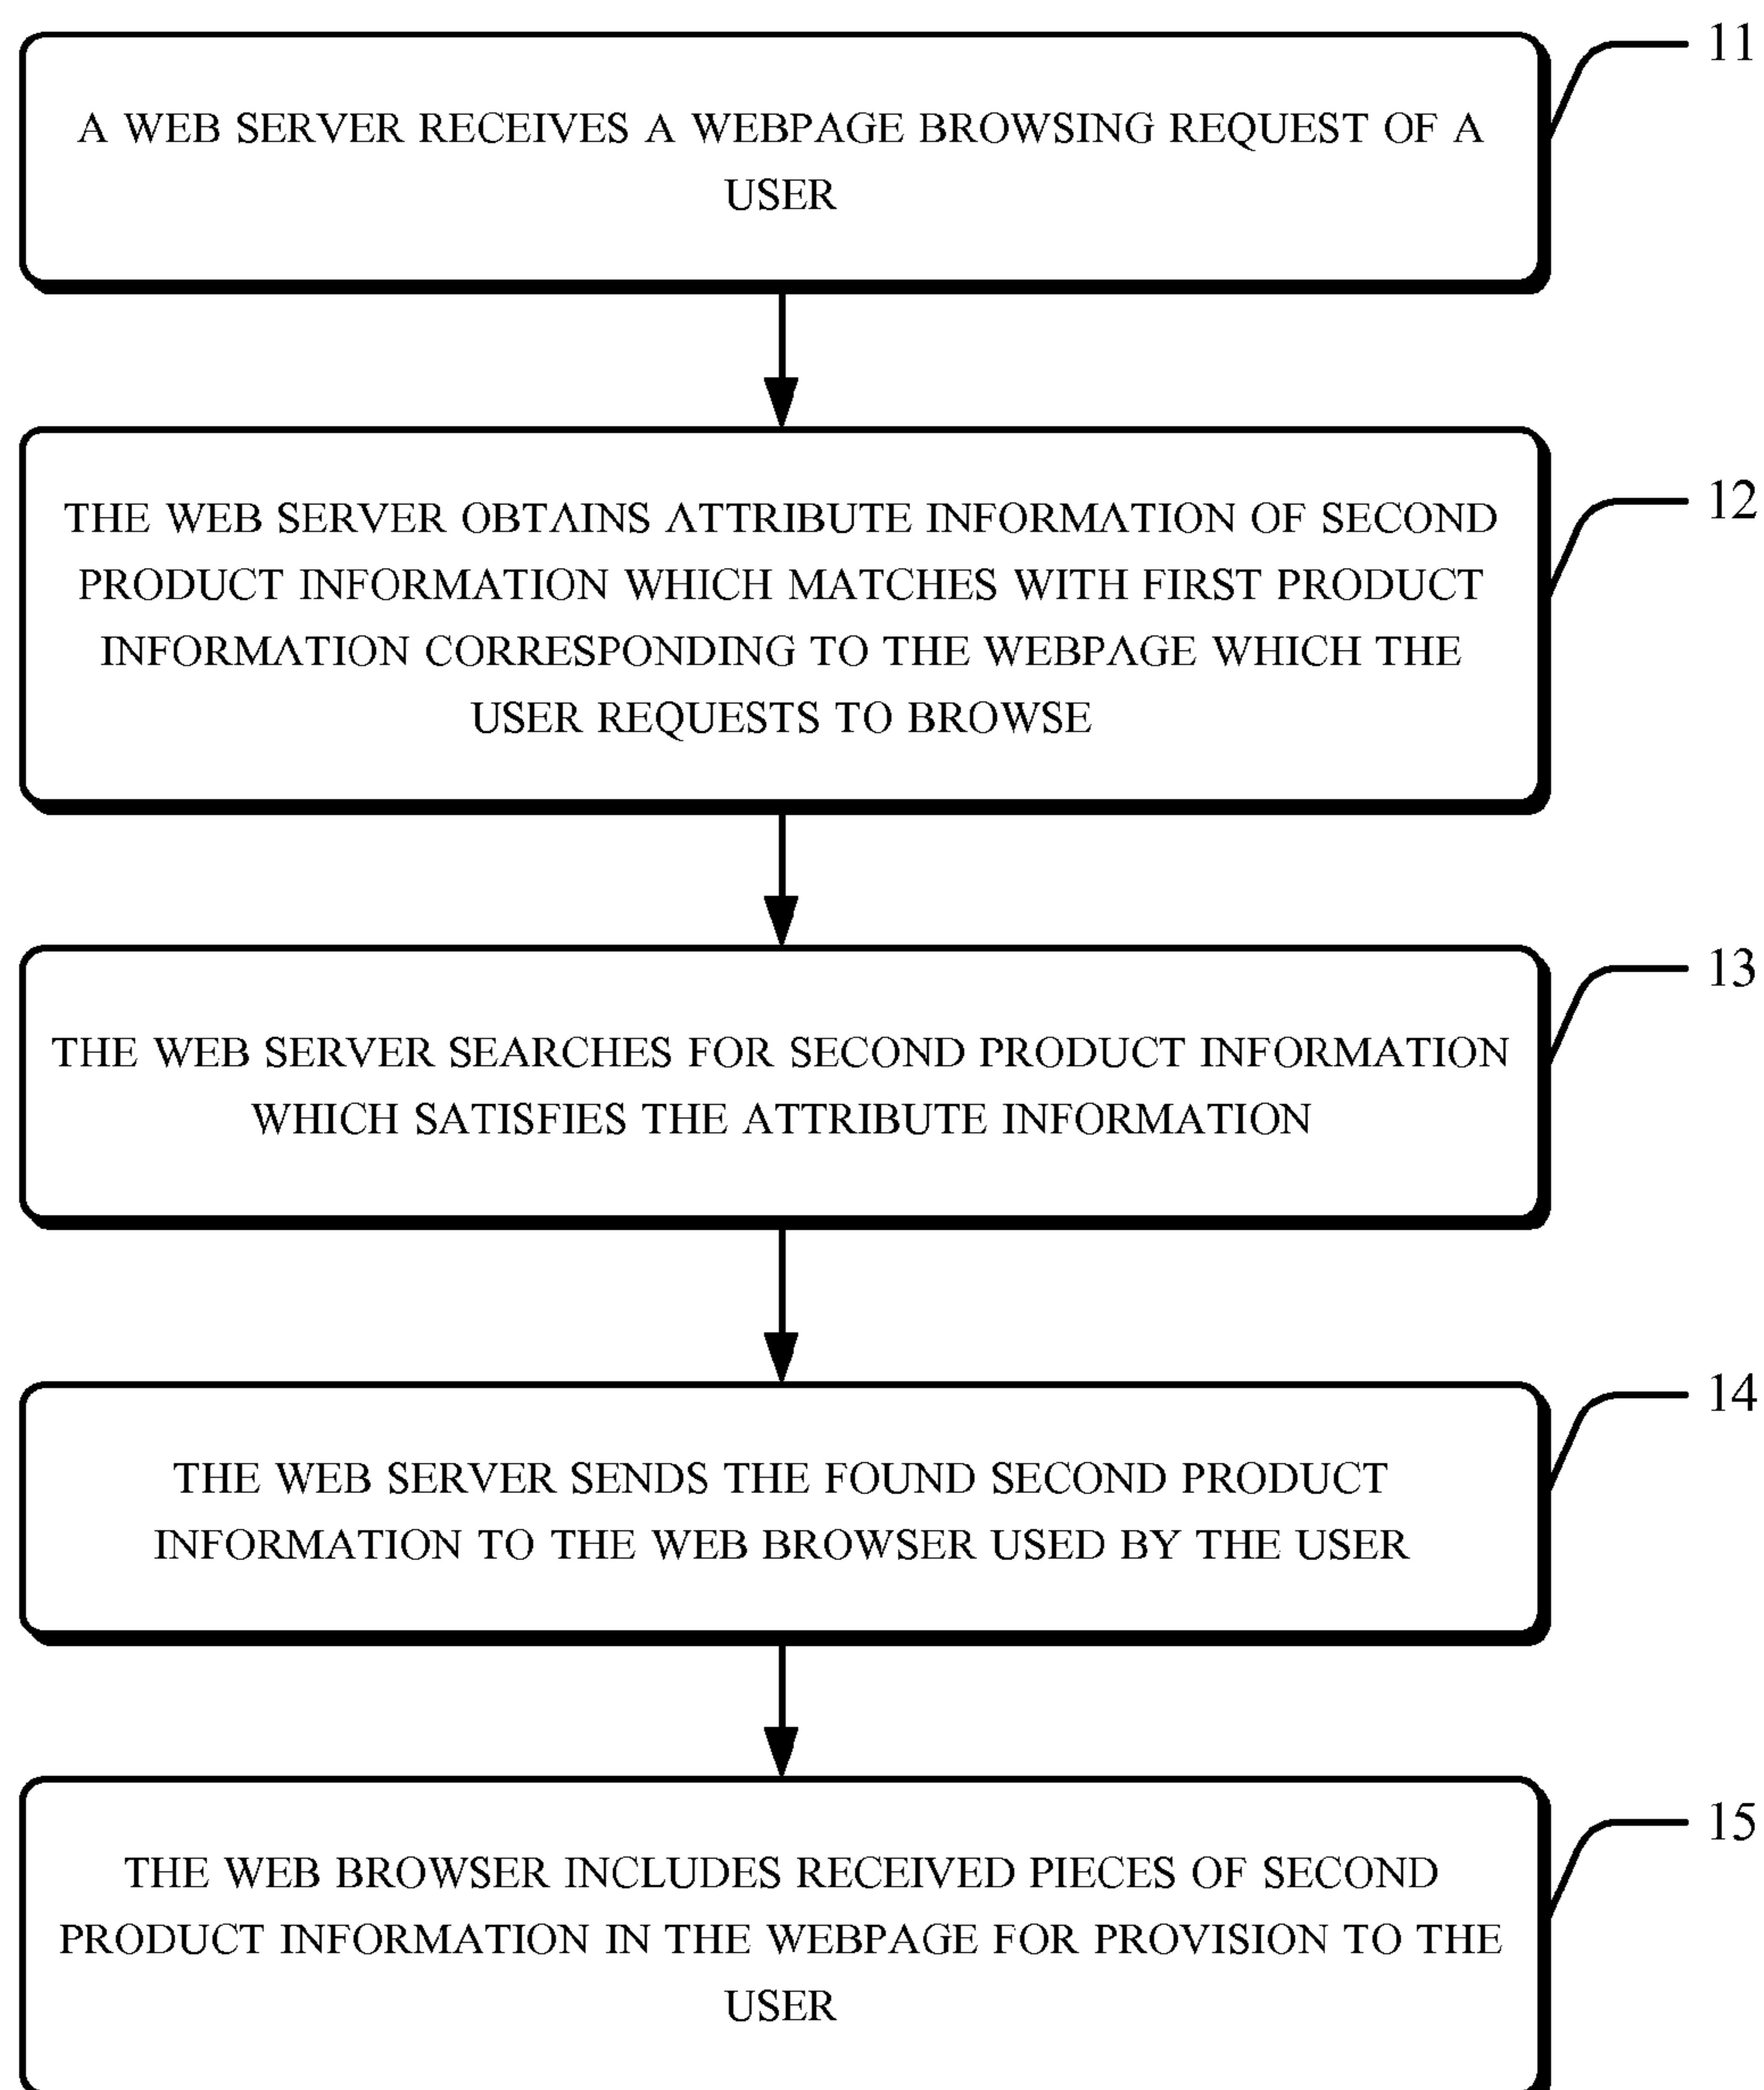 11
A WEB SERVER RECEIVES A WEBPAGE BROWSING REQUEST OF A
USER
12
THE WEB SERVER OBTAINS ATTRIBUTE INFORMATION OF SECOND
PRODUCT INFORMATION WHICH MATCHES WITH FIRST PRODUCT
INFORMATION CORRESPONDING TO THE WEBPAGE WHICH THE
USER REQUESTS TO BROWSE
13
THE WEB SERVER SEARCHES FOR SECOND PRODUCT INFORMATION
WHICH SATISFIES THE ATTRIBUTE INFORMATION
14
THE WEB SERVER SENDS THE FOUND SECOND PRODUCT
INFORMATION TO THE WEB BROWSER USED BY THE USER
15
THE WEB BROWSER INCLUDES RECEIVED PIECES OF SECOND
PRODUCT INFORMATION IN THE WEBPAGE FOR PROVISION TO THE
USER